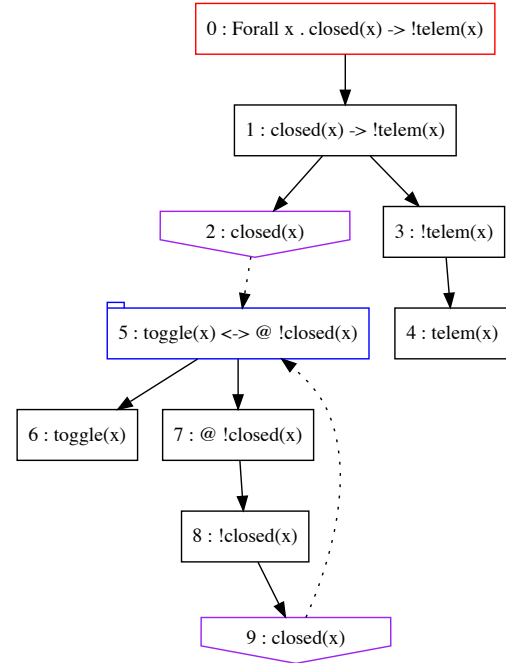 0 : Forall x . closed(x) -> !telem(x)
1 : closed(x) -> !telem(x)
2 : closed(x)
3 : !telem(x)
5 : toggle(x) <-> @ !closed(x)
4 : telem(x)
6 : toggle(x)
7 : @ !closed(x)
8 : !closed(x)
9 : closed(x)